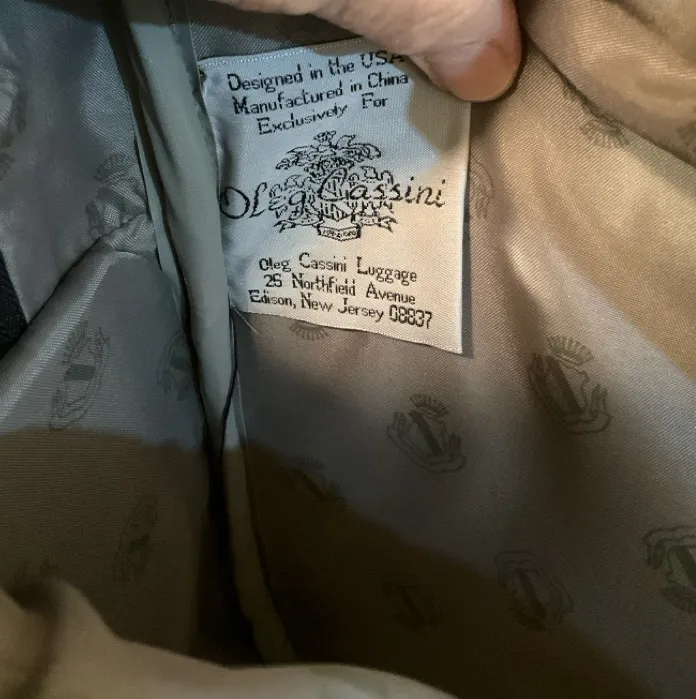 Designed in the USA
Manufactured in China
Exclusively For
Oleg Cassini
Oleg Cassini Luggage
25 Northfield Avenue
Edison, New Jersey 08837